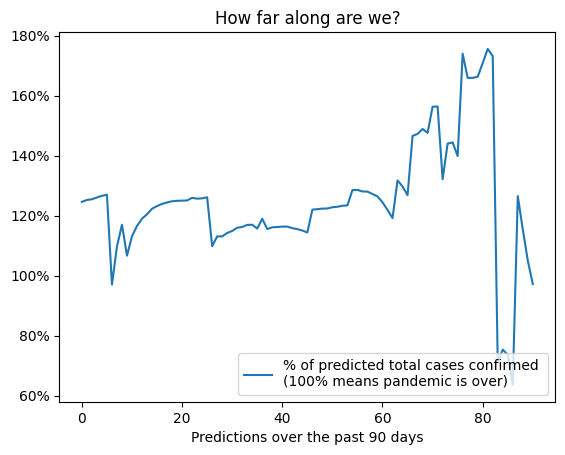 How far along are we?
180%
160%
140%
120%
100%
80%
60%
% of predicted total cases confirmed
(100% means pandemic is over)
0 20 40 60 80
Predictions over the past 90 days